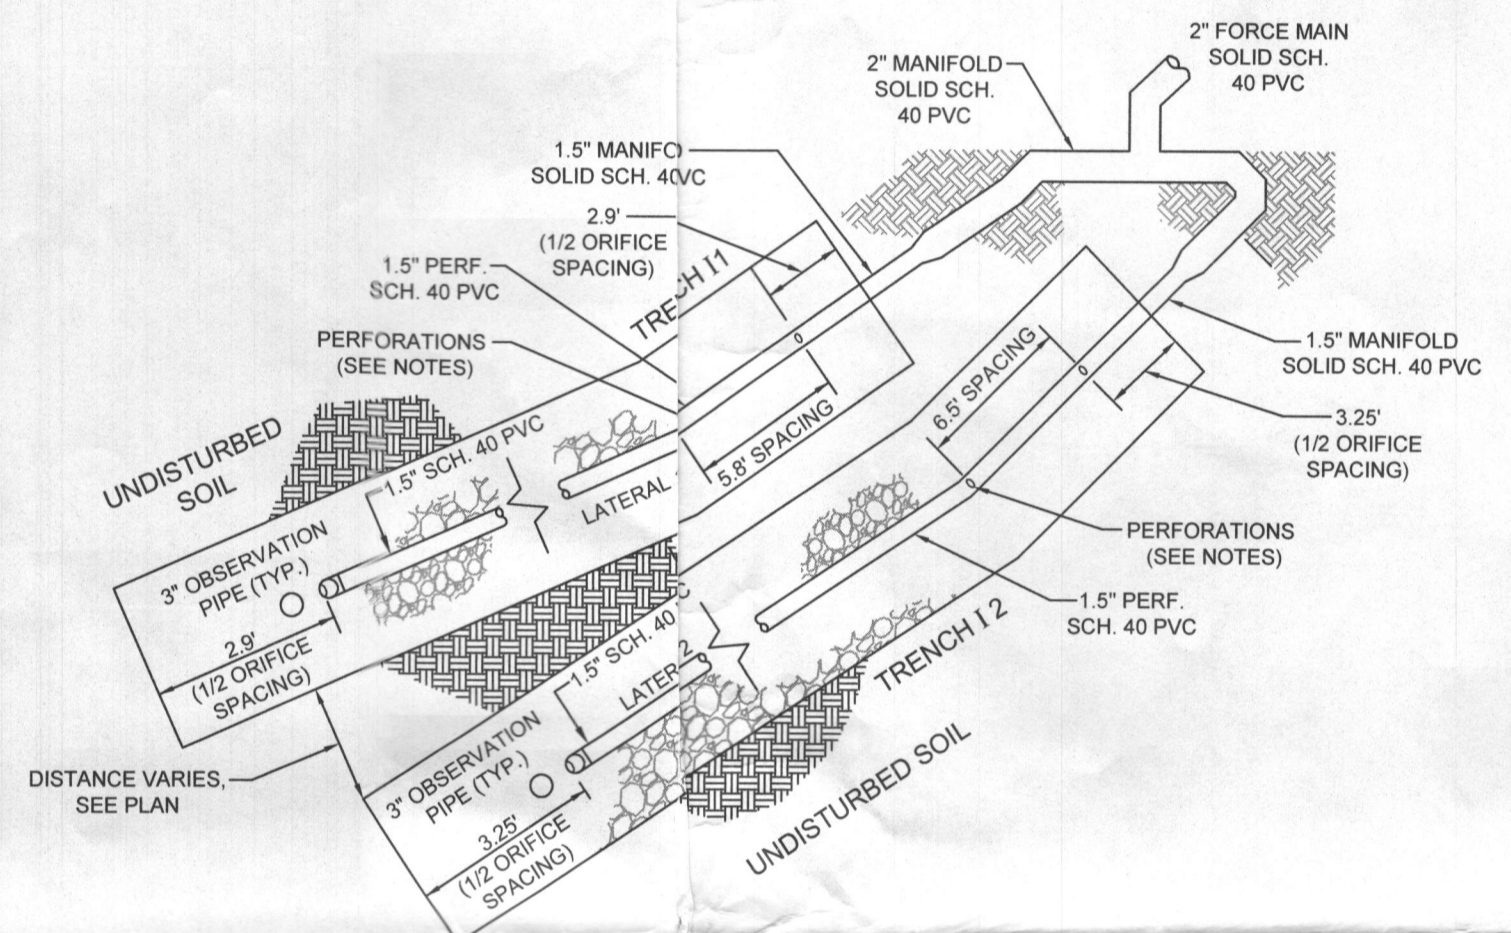 2" FORCE MAIN
SOLID SCH.
40 PVC
2" MANIFOLD
SOLID SCH.
40 PVC
1.5" MANIFO
SOLID SCH. 40 VC
2.9'
(1/2 ORIFICE
SPACING)
1.5" PERF.
SCH. 40 PVC
TRE CH I1
PERFORATIONS
(SEE NOTES)
UNDISTURBED
SOIL
1.5" SCH. 40 PVC
LATERAL
5.8' SPACING
6.5' SPACING
1.5" MANIFOLD
SOLID SCH. 40 PVC
3.25'
(1/2 ORIFICE
SPACING)
PERFORATIONS
(SEE NOTES)
1.5" PERF.
SCH. 40 PVC
TRENCH I 2
UNDISTURBED SOIL
3" OBSERVATION
PIPE (TYP.)
2.9'
(1/2 ORIFICE
SPACING)
1.5" SCH. 40 C
LATER 2
3" OBSERVATION
PIPE (TYP.)
3.25'
(1/2 ORIFICE
SPACING)
DISTANCE VARIES,
SEE PLAN